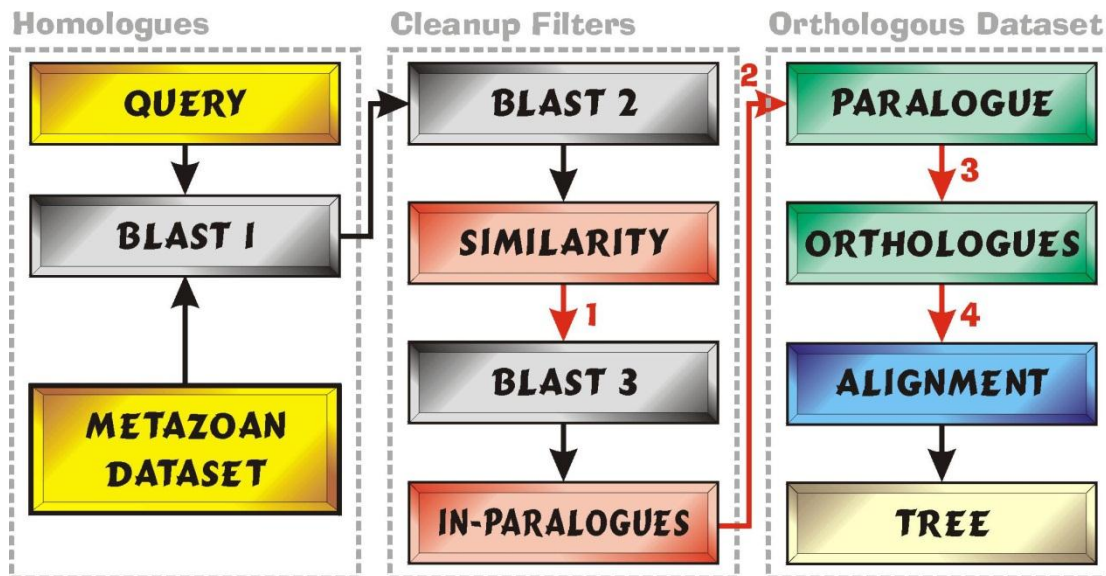 Homologues
QUERY
BLAST 1
METAZOAN
DATASET
Cleanup Filters
BLAST 2
SIMILARITY
1
BLAST 3
IN-PARALOGUES
2
Orthologous Dataset
PARALOGUE
3
ORTHOLOGUES
4
ALIGNMENT
TREE